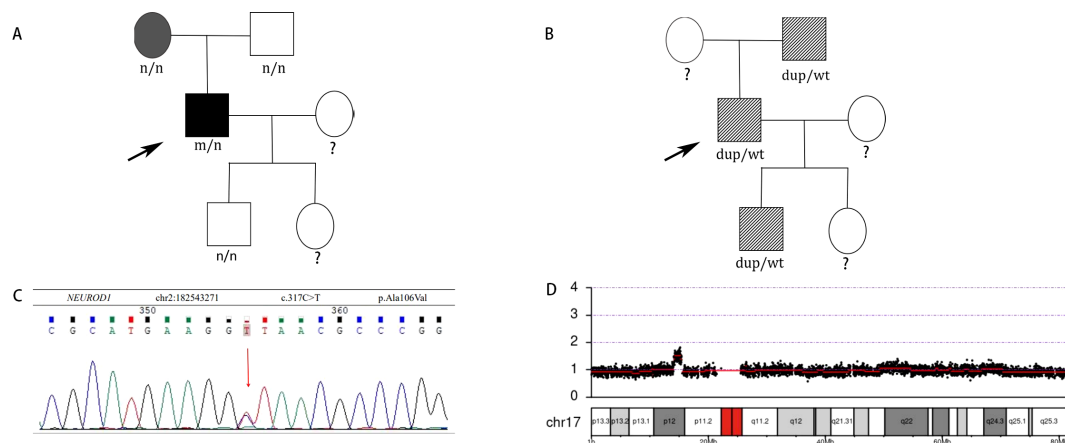 A
n/n
n/n
m/n
?
n/n
?
B
?
dup/wt
dup/wt
?
dup/wt
?
C
NEUROD1 chr2:182543271 c.317C>T p.Ala106Val
350 360
C G C A T G A A G G T T A A C G C C C G G
D
4
3
2
1
0
chr17 p13.3 p13.2 p13.1 p12 p11.2 q11.2 q12 q21.31 q22 q24.3 q25.1 q25.3